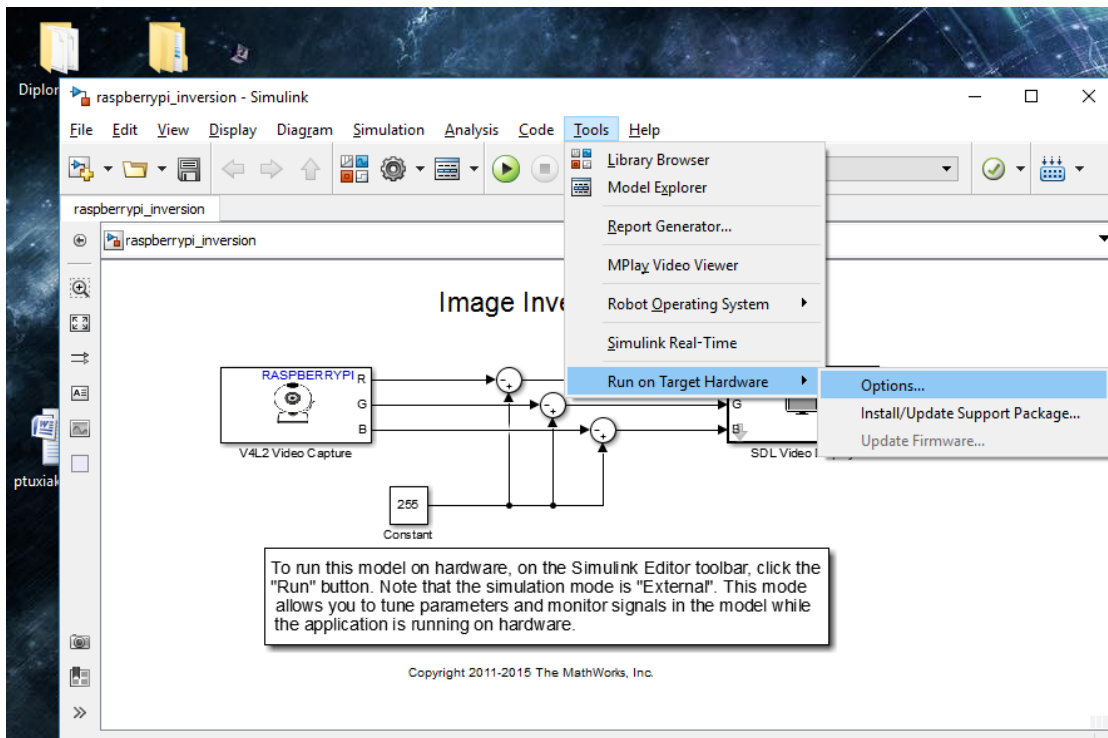 Diplor
raspberrypi_inversion - Simulink
File Edit View Display Diagram Simulation Analysis Code Tools Help
Library Browser
Model Explorer
raspberrypi_inversion
Report Generator...
raspberrypi_inversion
MPlay Video Viewer
Image Inve
Robot Operating System
Simulink Real-Time
Run on Target Hardware
Options...
Install/Update Support Package...
Update Firmware...
RASPBERRYPI R
G
B
V4L2 Video Capture
G
B
SDL Video
255
Constant
ptuxiak
To run this model on hardware, on the Simulink Editor toolbar, click the
"Run" button. Note that the simulation mode is "External". This mode
allows you to tune parameters and monitor signals in the model while
the application is running on hardware.
Copyright 2011-2015 The MathWorks, Inc.